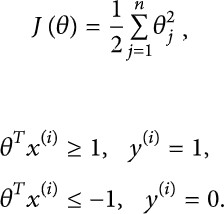 J (θ) = 1/2 ∑_{j=1}^{n} θ_j^2 ,
θ^T x^{(i)} ≥ 1, y^{(i)} = 1,
θ^T x^{(i)} ≤ −1, y^{(i)} = 0.